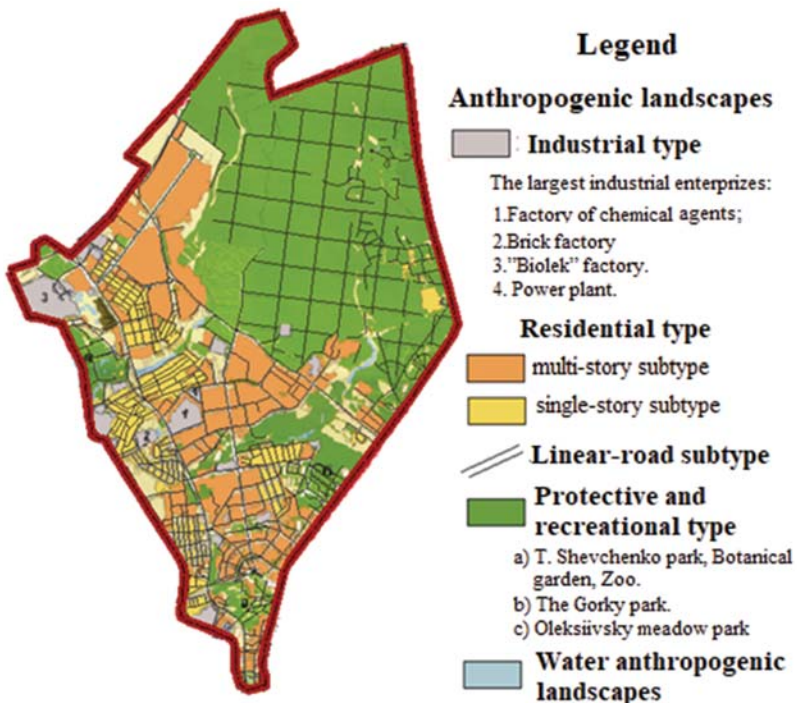 Legend
Anthropogenic landscapes
: Industrial type
The largest industrial enterprizes:
1.Factory of chemical agents;
2.Brick factory
3."Biolek" factory.
4. Power plant.
Residential type
multi-story subtype
single-story subtype
Linear-road subtype
Protective and
recreational type
a) T. Shevchenko park, Botanical
garden, Zoo.
b) The Gorky park.
c) Oleksiivsky meadow park
Water anthropogenic
landscapes
3
2